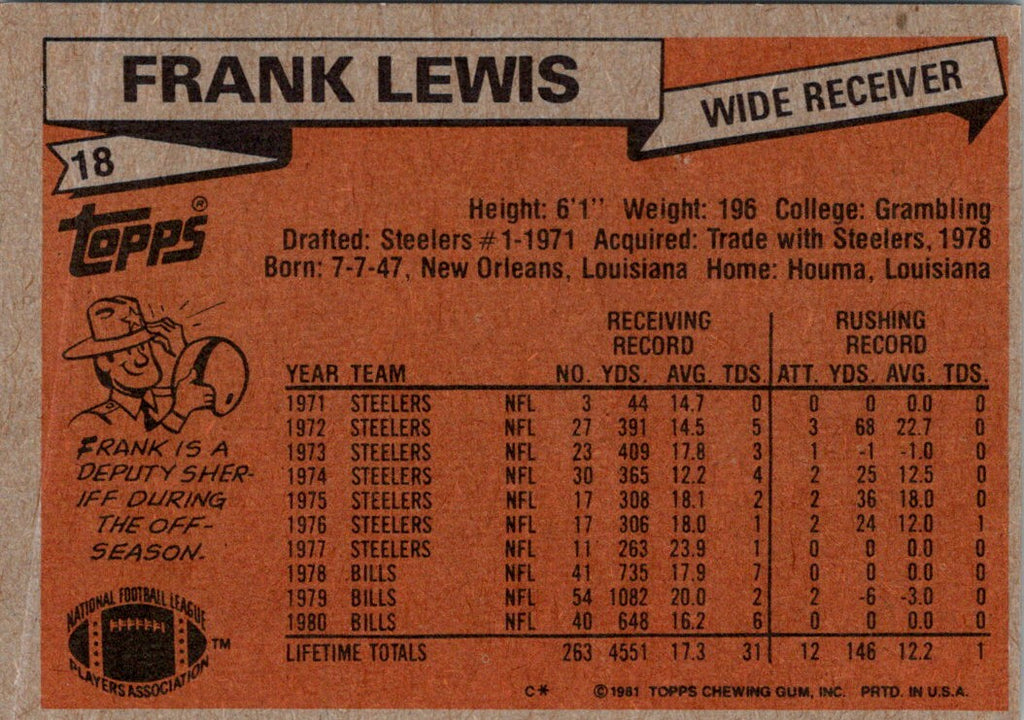 FRANK LEWIS
WIDE RECEIVER
18
Topps®
Height: 6'1" Weight: 196 College: Grambling
Drafted: Steelers #1-1971 Acquired: Trade with Steelers, 1978
Born: 7-7-47, New Orleans, Louisiana Home: Houma, Louisiana
FRANK IS A
DEPUTY SHER-
IFF DURING
THE OFF-
SEASON.
NATIONAL FOOTBALL LEAGUE
PLAYERS ASSOCIATION
TM
RECEIVING RUSHING
RECORD RECORD
YEAR TEAM NO. YDS. AVG. TDS. ATT. YDS. AVG. TDS.
1971 STEELERS NFL 3 44 14.7 0 0 0 0.0 0
1972 STEELERS NFL 27 391 14.5 5 3 68 22.7 0
1973 STEELERS NFL 23 409 17.8 3 1 -1 -1.0 0
1974 STEELERS NFL 30 365 12.2 4 2 25 12.5 0
1975 STEELERS NFL 17 308 18.1 2 2 36 18.0 0
1976 STEELERS NFL 17 306 18.0 1 2 24 12.0 1
1977 STEELERS NFL 11 263 23.9 1 0 0 0.0 0
1978 BILLS NFL 41 735 17.9 7 0 0 0.0 0
1979 BILLS NFL 54 1082 20.0 2 2 -6 -3.0 0
1980 BILLS NFL 40 648 16.2 6 0 0 0.0 0
LIFETIME TOTALS 263 4551 17.3 31 12 146 12.2 1
C* ©1981 TOPPS CHEWING GUM, INC. PRTD. IN U.S.A.